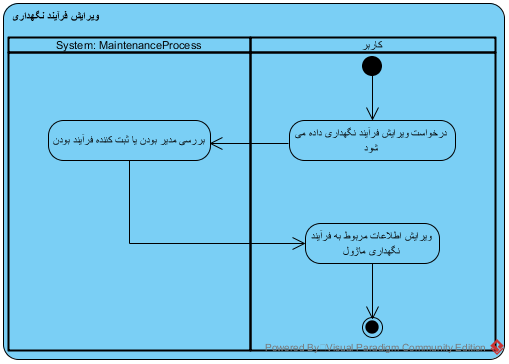 ویرایش فرآیند نگهداری
System: MaintenanceProcess
کاربر
درخواست ویرایش فرآیند نگهداری داده می
شود
بررسی مدیر بودن یا ثبت کننده فرآیند بودن
ویرایش اطلاعات مربوط به فرآیند
نگهداری ماژول
Powered By Visual Paradigm Community Edition